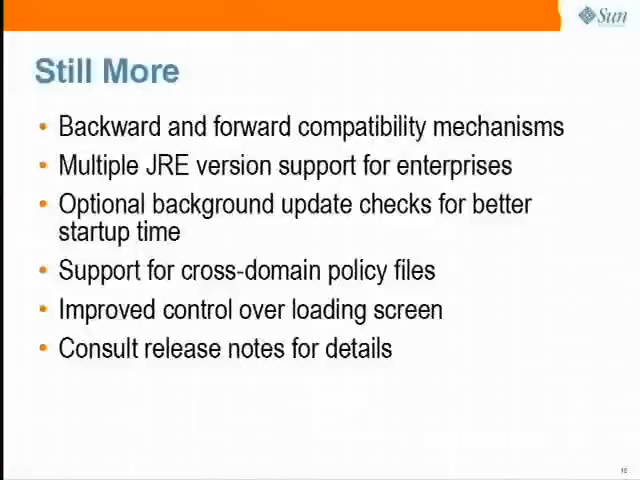 Sun
Still More
• Backward and forward compatibility mechanisms
• Multiple JRE version support for enterprises
• Optional background update checks for better
startup time
• Support for cross-domain policy files
• Improved control over loading screen
• Consult release notes for details